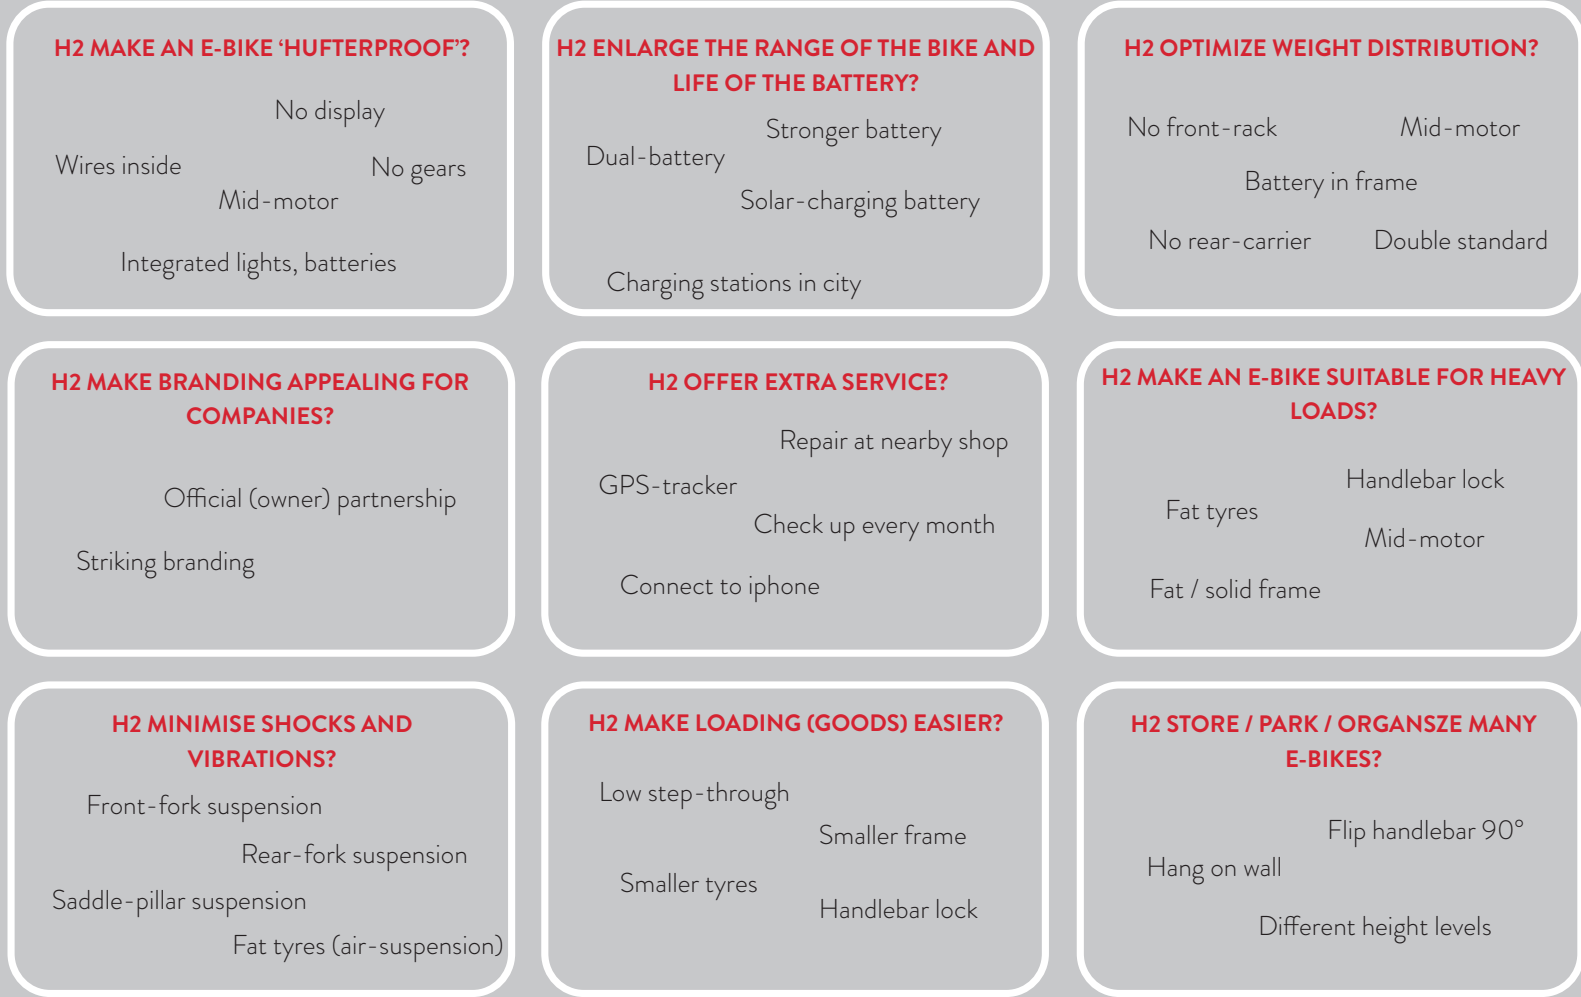 H2 MAKE AN E-BIKE ‘HUFTERPROOF’?
No display
Wires inside
No gears
Mid-motor
Integrated lights, batteries
H2 ENLARGE THE RANGE OF THE BIKE AND
LIFE OF THE BATTERY?
Stronger battery
Dual-battery
Solar-charging battery
Charging stations in city
H2 OPTIMIZE WEIGHT DISTRIBUTION?
No front-rack
Mid-motor
Battery in frame
No rear-carrier
Double standard
H2 MAKE BRANDING APPEALING FOR
COMPANIES?
Official (owner) partnership
Striking branding
H2 OFFER EXTRA SERVICE?
Repair at nearby shop
GPS-tracker
Check up every month
Connect to iphone
H2 MAKE AN E-BIKE SUITABLE FOR HEAVY
LOADS?
Handlebar lock
Fat tyres
Mid-motor
Fat / solid frame
H2 MINIMISE SHOCKS AND
VIBRATIONS?
Front-fork suspension
Rear-fork suspension
Saddle-pillar suspension
Fat tyres (air-suspension)
H2 MAKE LOADING (GOODS) EASIER?
Low step-through
Smaller frame
Smaller tyres
Handlebar lock
H2 STORE / PARK / ORGANSZE MANY
E-BIKES?
Flip handlebar 90°
Hang on wall
Different height levels